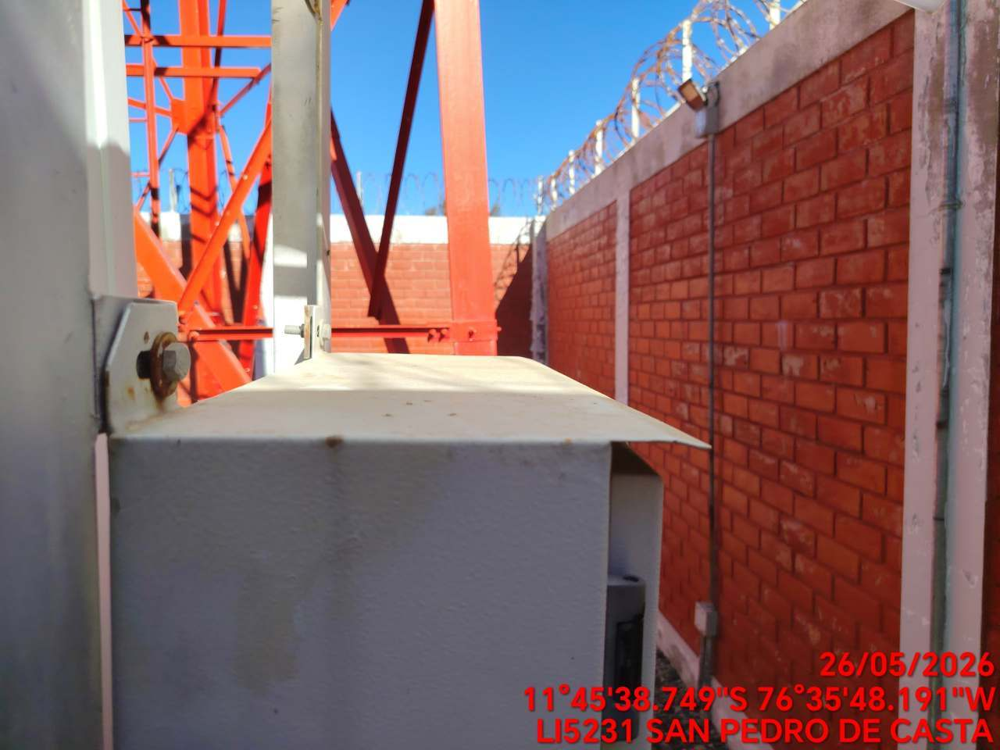 26/05/2026
11°45'38.749"S 76°35'48.191"W
LI5231 SAN PEDRO DE CASTA